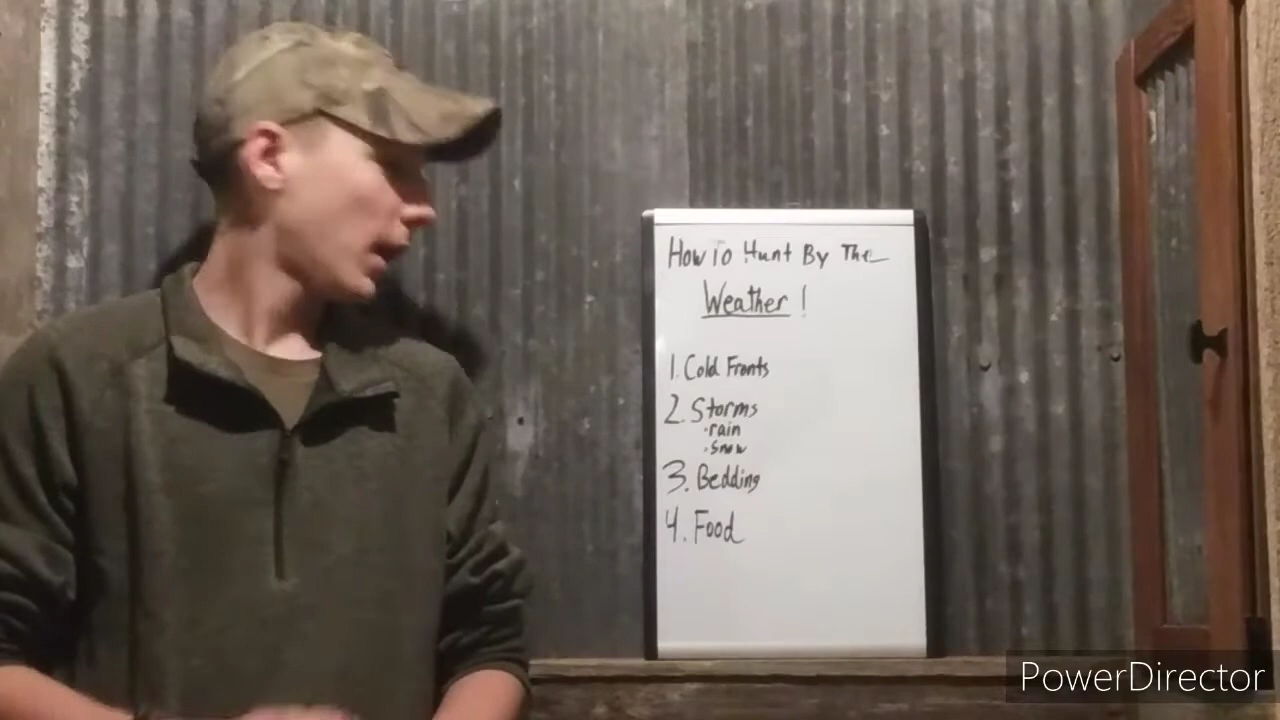 How To Hunt By The
Weather!
1. Cold Fronts
2. Storms
· rain
· snow
3. Bedding
4. Food
PowerDirector